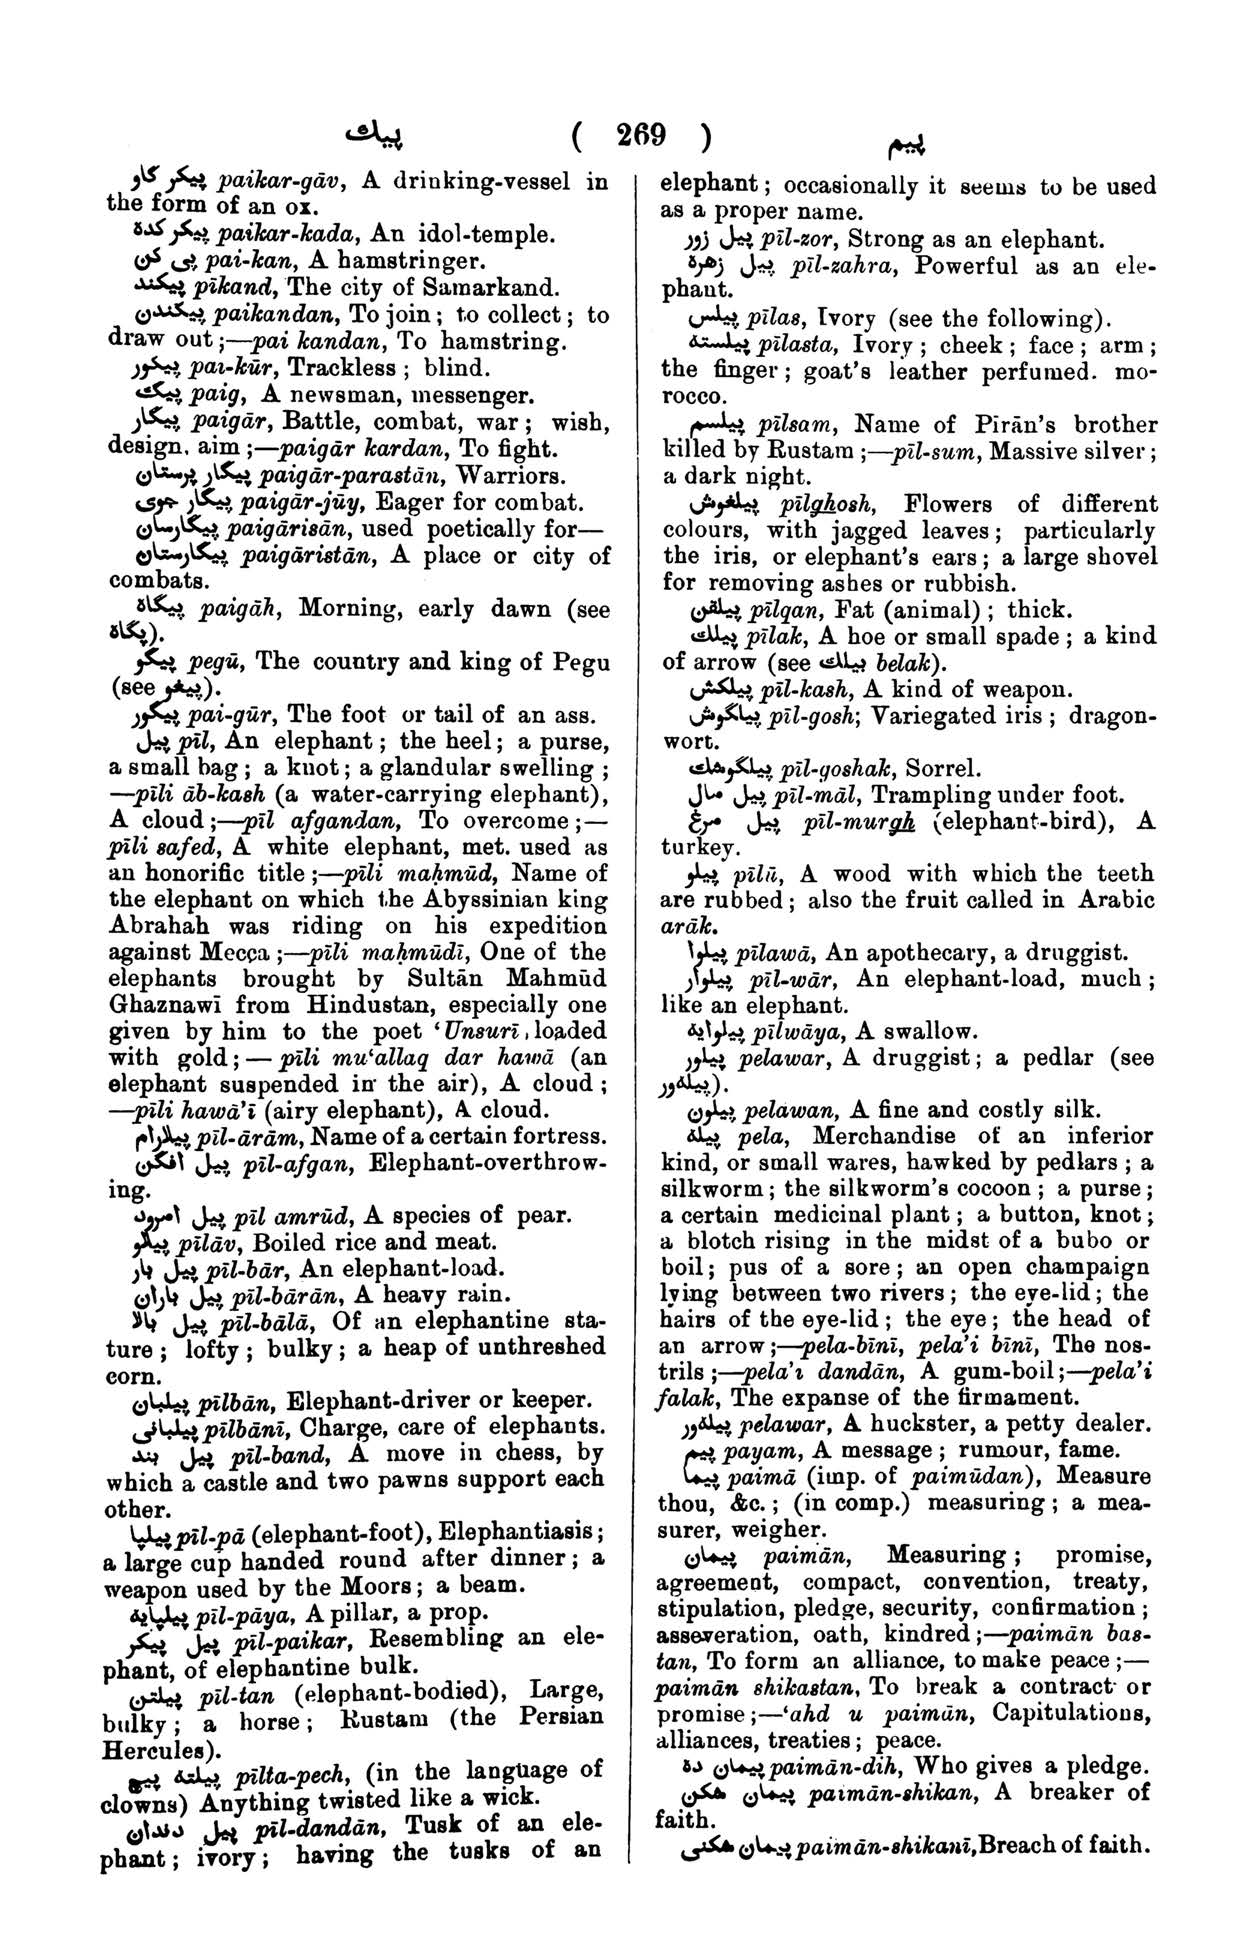 پیك ( 269 ) پیم
پیکر گاو paikar-gāv, A drinking-vessel in
the form of an ox.
پیکر کده paikar-kada, An idol-temple.
پی کن pai-kan, A hamstringer.
پیکند pīkand, The city of Samarkand.
پیکندن paikandan, To join; to collect; to
draw out;—pai kandan, To hamstring.
پیکور pai-kūr, Trackless; blind.
پیگ paig, A newsman, messenger.
پیگار paigār, Battle, combat, war; wish,
design, aim;—paigār kardan, To fight.
پیگار پرستان paigār-parastān, Warriors.
پیگار جوی paigār-jūy, Eager for combat.
پیگارسان paigārisān, used poetically for—
پیگارستان paigāristān, A place or city of
combats.
پیگاه paigāh, Morning, early dawn (see
پگاه).
پیگو pegū, The country and king of Pegu
(see پیغو).
پیگور pai-gūr, The foot or tail of an ass.
پیل pīl, An elephant; the heel; a purse,
a small bag; a knot; a glandular swelling;
—pīli āb-kash (a water-carrying elephant),
A cloud;—pīl afgandan, To overcome;—
pīli safed, A white elephant, met. used as
an honorific title;—pīli maḥmūd, Name of
the elephant on which the Abyssinian king
Abrahah was riding on his expedition
against Mecca;—pīli maḥmūdī, One of the
elephants brought by Sultān Mahmūd
Ghaznawī from Hindustan, especially one
given by him to the poet ‘Unsurī, loaded
with gold;—pīli mu‘allaq dar hawā (an
elephant suspended in the air), A cloud;
—pīli hawā’ī (airy elephant), A cloud.
پیلارام pīl-ārām, Name of a certain fortress.
پیل افگن pīl-afgan, Elephant-overthrow-
ing.
پیل امرود pīl amrūd, A species of pear.
پیلاو pīlāv, Boiled rice and meat.
پیل بار pīl-bār, An elephant-load.
پیل باران pīl-bārān, A heavy rain.
پیل بالا pīl-bālā, Of an elephantine sta-
ture; lofty; bulky; a heap of unthreshed
corn.
پیلبان pīlbān, Elephant-driver or keeper.
پیلبانی pīlbānī, Charge, care of elephants.
پیل بند pīl-band, A move in chess, by
which a castle and two pawns support each
other.
پیلپا pīl-pā (elephant-foot), Elephantiasis;
a large cup handed round after dinner; a
weapon used by the Moors; a beam.
پیلپایه pīl-pāya, A pillar, a prop.
پیل پیکر pīl-paikar, Resembling an ele-
phant, of elephantine bulk.
پیلتن pīl-tan (elephant-bodied), Large,
bulky; a horse; Rustam (the Persian
Hercules).
پیلته پیچ pīlta-pech, (in the language of
clowns) Anything twisted like a wick.
پیل دندان pīl-dandān, Tusk of an ele-
phant; ivory; having the tusks of an
elephant; occasionally it seems to be used
as a proper name.
پیل زور pīl-zor, Strong as an elephant.
پیل زهره pīl-zahra, Powerful as an ele-
phant.
پیلس pīlas, Ivory (see the following).
پیلسته pīlasta, Ivory; cheek; face; arm;
the finger; goat’s leather perfumed. mo-
rocco.
پیلسم pīlsam, Name of Pīrān’s brother
killed by Rustam;—pīl-sum, Massive silver;
a dark night.
پیلغوش pīlghosh, Flowers of different
colours, with jagged leaves; particularly
the iris, or elephant’s ears; a large shovel
for removing ashes or rubbish.
پیلقن pīlqan, Fat (animal); thick.
پیلك pīlak, A hoe or small spade; a kind
of arrow (see بیلك belak).
پیلکش pīl-kash, A kind of weapon.
پیلگوش pīl-gosh; Variegated iris; dragon-
wort.
پیلگوشك pīl-goshak, Sorrel.
پیل مال pīl-māl, Trampling under foot.
پیل مرغ pīl-murgh (elephant-bird), A
turkey.
پیلو pīlū, A wood with which the teeth
are rubbed; also the fruit called in Arabic
arāk.
پیلوا pīlawā, An apothecary, a druggist.
پیلوار pīl-wār, An elephant-load, much;
like an elephant.
پیلوایه pīlwāya, A swallow.
پیلور pelawar, A druggist; a pedlar (see
پیله‌ور).
پیلون pelawan, A fine and costly silk.
پیله pela, Merchandise of an inferior
kind, or small wares, hawked by pedlars; a
silkworm; the silkworm’s cocoon; a purse;
a certain medicinal plant; a button, knot;
a blotch rising in the midst of a bubo or
boil; pus of a sore; an open champaign
lying between two rivers; the eye-lid; the
hairs of the eye-lid; the eye; the head of
an arrow;—pela-bīnī, pela’i bīnī, The nos-
trils;—pela’i dandān, A gum-boil;—pela’i
falak, The expanse of the firmament.
پیله‌ور pelawar, A huckster, a petty dealer.
پیم payam, A message; rumour, fame.
پیما paimā (imp. of paimūdan), Measure
thou, &c.; (in comp.) measuring; a mea-
surer, weigher.
پیمان paimān, Measuring; promise,
agreement, compact, convention, treaty,
stipulation, pledge, security, confirmation;
asseveration, oath, kindred;—paimān bas-
tan, To form an alliance, to make peace;—
paimān shikastan, To break a contract or
promise;—‘ahd u paimān, Capitulations,
alliances, treaties; peace.
پیمان ده paimān-dih, Who gives a pledge.
پیمان شکن paimān-shikan, A breaker of
faith.
پیمان شکنی paimān-shikanī, Breach of faith.